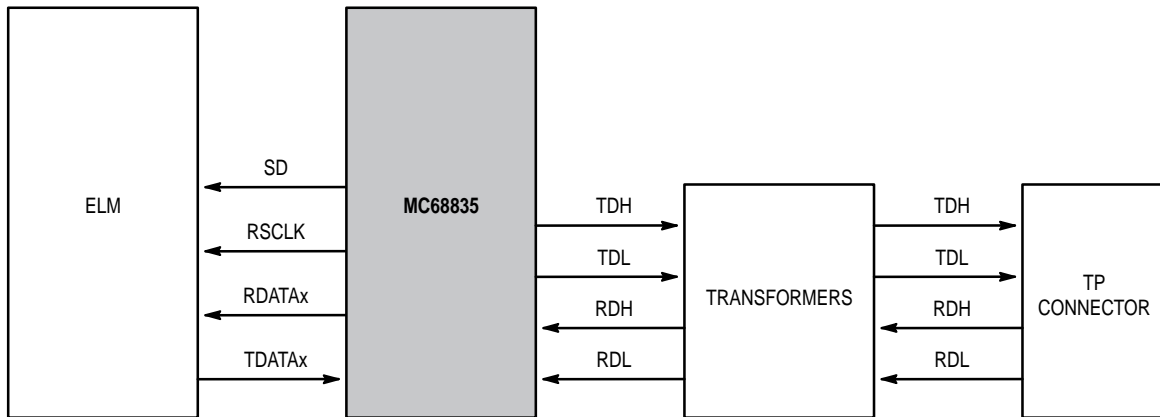 SD
ELM
MC68835
TDH
TDH
RSCLK
TDL
TDL
RDATAx
TRANSFORMERS
TP
CONNECTOR
RDH
RDH
TDATAx
RDL
RDL